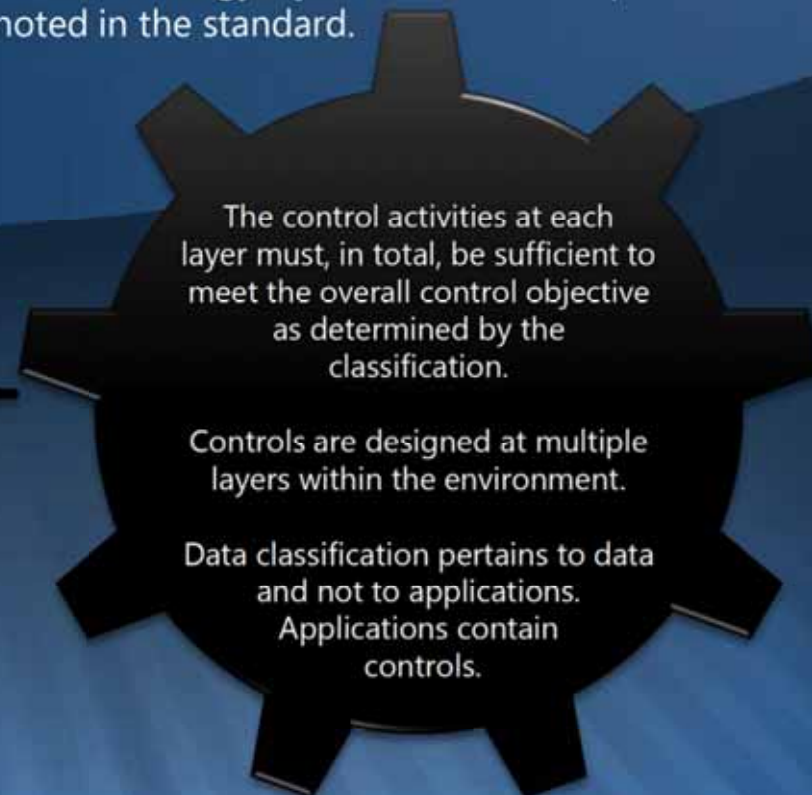 noted in the standard.
The control activities at each
layer must, in total, be sufficient to
meet the overall control objective
as determined by the
classification.
Controls are designed at multiple
layers within the environment.
Data classification pertains to data
and not to applications.
Applications contain
controls.